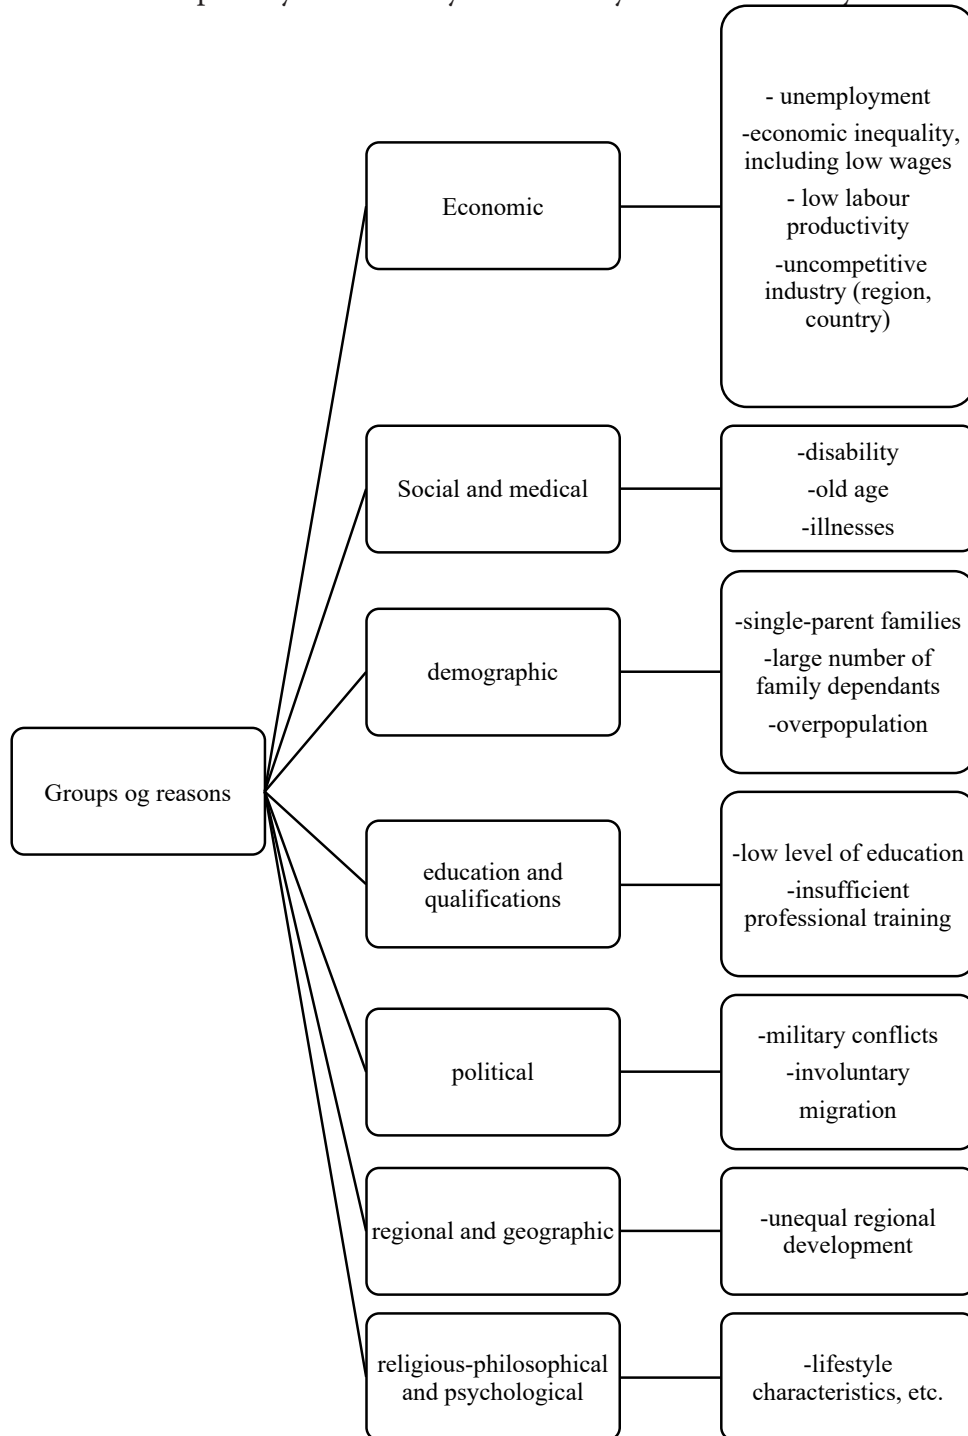 - unemployment
-economic inequality,
including low wages
- low labour
productivity
-uncompetitive
industry (region,
country)
Economic
Social and medical
-disability
-old age
-illnesses
demographic
-single-parent families
-large number of
family dependants
-overpopulation
Groups og reasons
education and
qualifications
-low level of education
-insufficient
professional training
political
-military conflicts
-involuntary
migration
regional and geographic
-unequal regional
development
religious-philosophical
and psychological
-lifestyle
characteristics, etc.